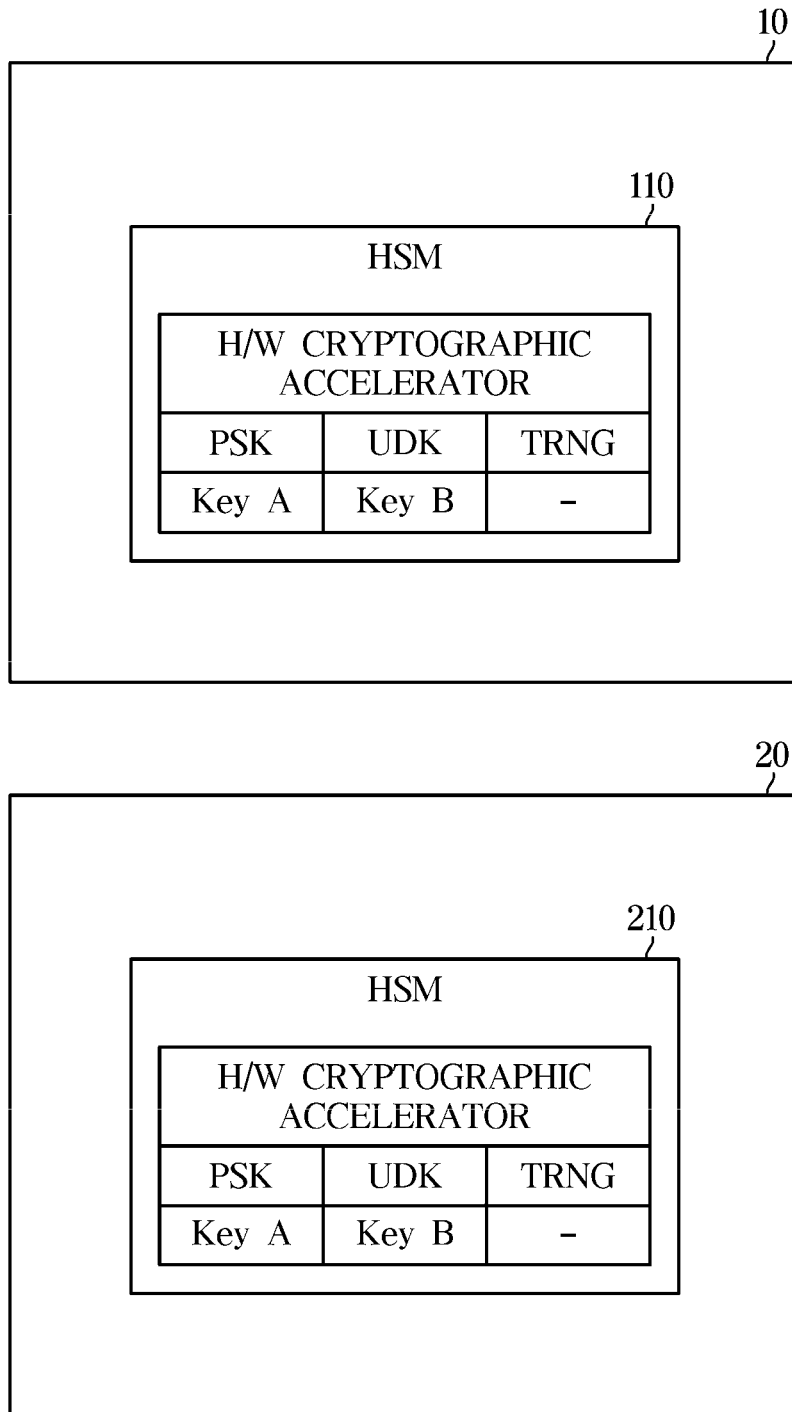 10
110
HSM
H/W CRYPTOGRAPHIC
ACCELERATOR
PSK UDK TRNG
Key A Key B -
20
210
HSM
H/W CRYPTOGRAPHIC
ACCELERATOR
PSK UDK TRNG
Key A Key B -